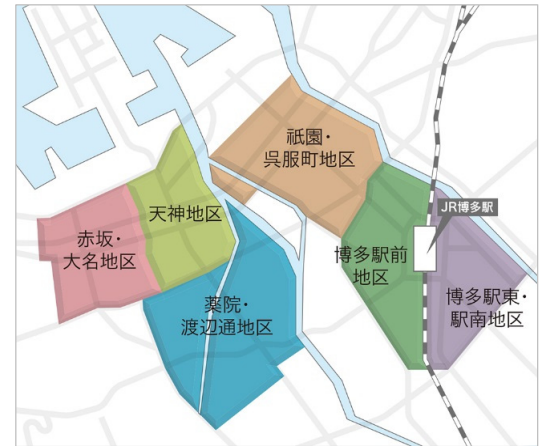 祇園・
呉服町地区
天神地区
赤坂・
大名地区
JR博多駅
博多駅前
地区
博多駅東・
駅南地区
薬院・
渡辺通地区